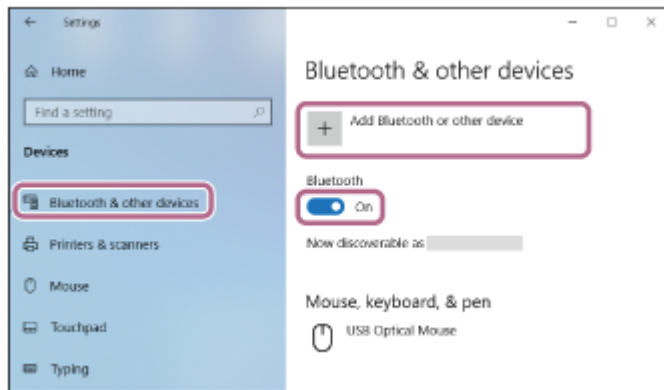 Settings
Home
Find a setting
Devices
Bluetooth & other devices
Printers & scanners
Mouse
Touchpad
Typing
Bluetooth & other devices
Add Bluetooth or other device
Bluetooth
On
Now discoverable as
Mouse, keyboard, & pen
USB Optical Mouse